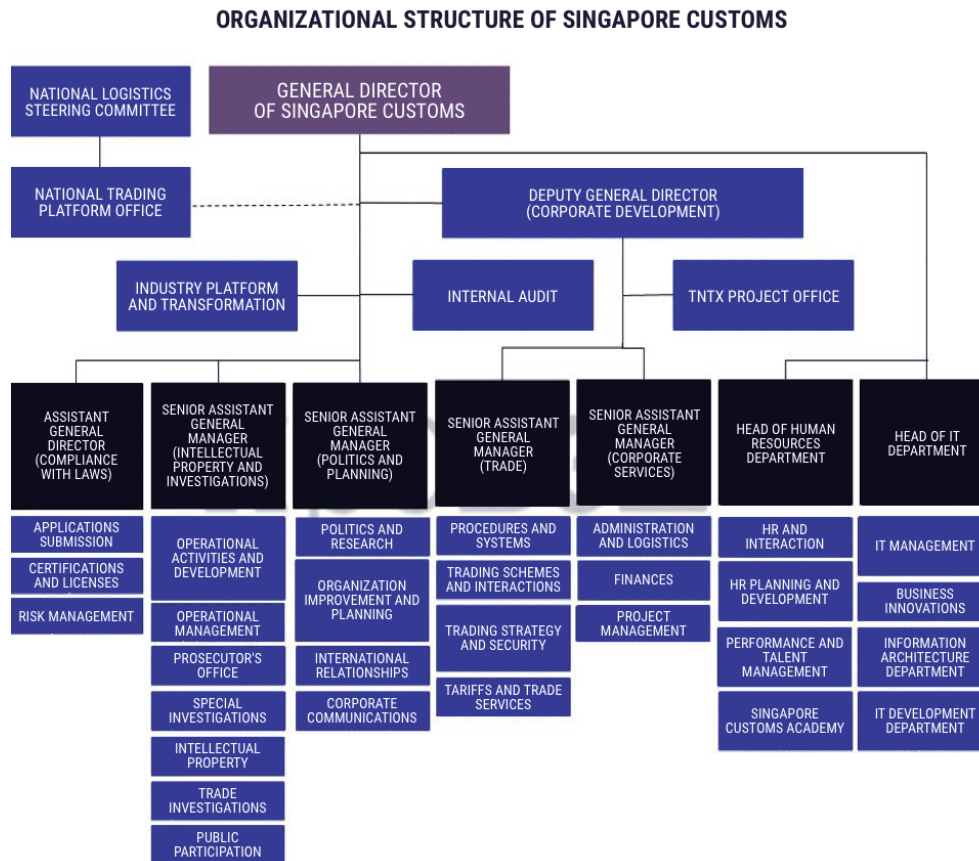 ORGANIZATIONAL STRUCTURE OF SINGAPORE CUSTOMS
NATIONAL LOGISTICS
STEERING COMMITTEE
GENERAL DIRECTOR
OF SINGAPORE CUSTOMS
NATIONAL TRADING
PLATFORM OFFICE
DEPUTY GENERAL DIRECTOR
(CORPORATE DEVELOPMENT)
INDUSTRY PLATFORM
AND TRANSFORMATION
INTERNAL AUDIT
TNTX PROJECT OFFICE
ASSISTANT
GENERAL
DIRECTOR
(COMPLIANCE
WITH LAWS)
APPLICATIONS
SUBMISSION
CERTIFICATIONS
AND LICENSES
RISK MANAGEMENT
SENIOR ASSISTANT
GENERAL
MANAGER
(INTELLECTUAL
PROPERTY AND
INVESTIGATIONS)
OPERATIONAL
ACTIVITIES AND
DEVELOPMENT
OPERATIONAL
MANAGEMENT
PROSECUTOR'S
OFFICE
SPECIAL
INVESTIGATIONS
INTELLECTUAL
PROPERTY
TRADE
INVESTIGATIONS
PUBLIC
PARTICIPATION
SENIOR ASSISTANT
GENERAL
MANAGER
(POLITICS AND
PLANNING)
POLITICS AND
RESEARCH
ORGANIZATION
IMPROVEMENT AND
PLANNING
INTERNATIONAL
RELATIONSHIPS
CORPORATE
COMMUNICATIONS
SENIOR ASSISTANT
GENERAL
MANAGER
(TRADE)
PROCEDURES AND
SYSTEMS
TRADING SCHEMES
AND INTERACTIONS
TRADING STRATEGY
AND SECURITY
TARIFFS AND TRADE
SERVICES
SENIOR ASSISTANT
GENERAL
MANAGER
(CORPORATE
SERVICES)
ADMINISTRATION
AND LOGISTICS
FINANCES
PROJECT
MANAGEMENT
HEAD OF HUMAN
RESOURCES
DEPARTMENT
HR AND
INTERACTION
HR PLANNING AND
DEVELOPMENT
PERFORMANCE AND
TALENT
MANAGEMENT
SINGAPORE
CUSTOMS ACADEMY
HEAD OF IT
DEPARTMENT
IT MANAGEMENT
BUSINESS
INNOVATIONS
INFORMATION
ARCHITECTURE
DEPARTMENT
IT DEVELOPMENT
DEPARTMENT